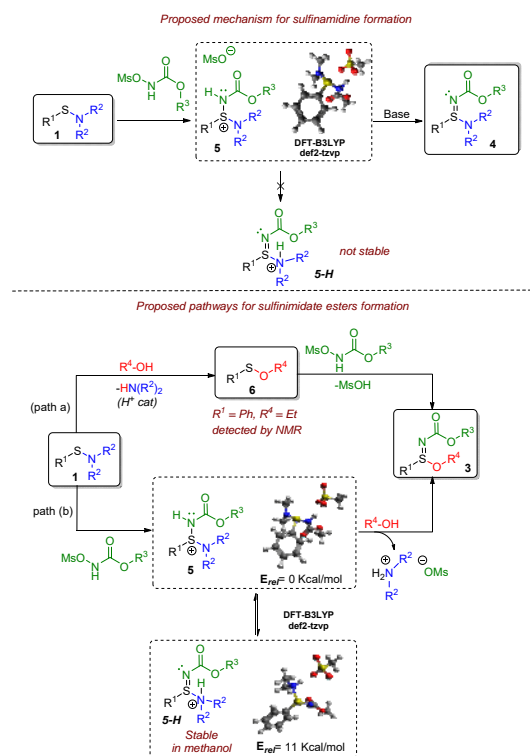 Proposed mechanism for sulfinamidine formation
MsO
N
H
O
O
R3
R1
S
N
R2
R2
1
MsO⊖
H
N
O
O
R3
R1
S
⊕
N
R2
R2
5
DFT-B3LYP
def2-tzvp
Base
N
O
O
R3
R1
S
N
R2
R2
4
O
N
O
R3
H
S
R1
N
R2
⊕
R2
5-H
not stable
Proposed pathways for sulfinimidate esters formation
(path a)
R4-OH
-HN(R2)2
(H+ cat)
R1
S
O
R4
6
R1 = Ph, R4 = Et
detected by NMR
MsO
N
H
O
O
R3
-MsOH
O
N
O
R3
S
R1
O
R4
3
R1
S
N
R2
R2
1
path (b)
MsO
N
H
O
O
R3
H
N
O
O
R3
R1
S
⊕
N
R2
R2
5
Erel= 0 Kcal/mol
R4-OH
⊕
H2N
R2
R2
⊖
OMs
DFT-B3LYP
def2-tzvp
O
N
O
R3
H
S
R1
N
R2
⊕
R2
5-H
Stable
in methanol
Erel= 11 Kcal/mol